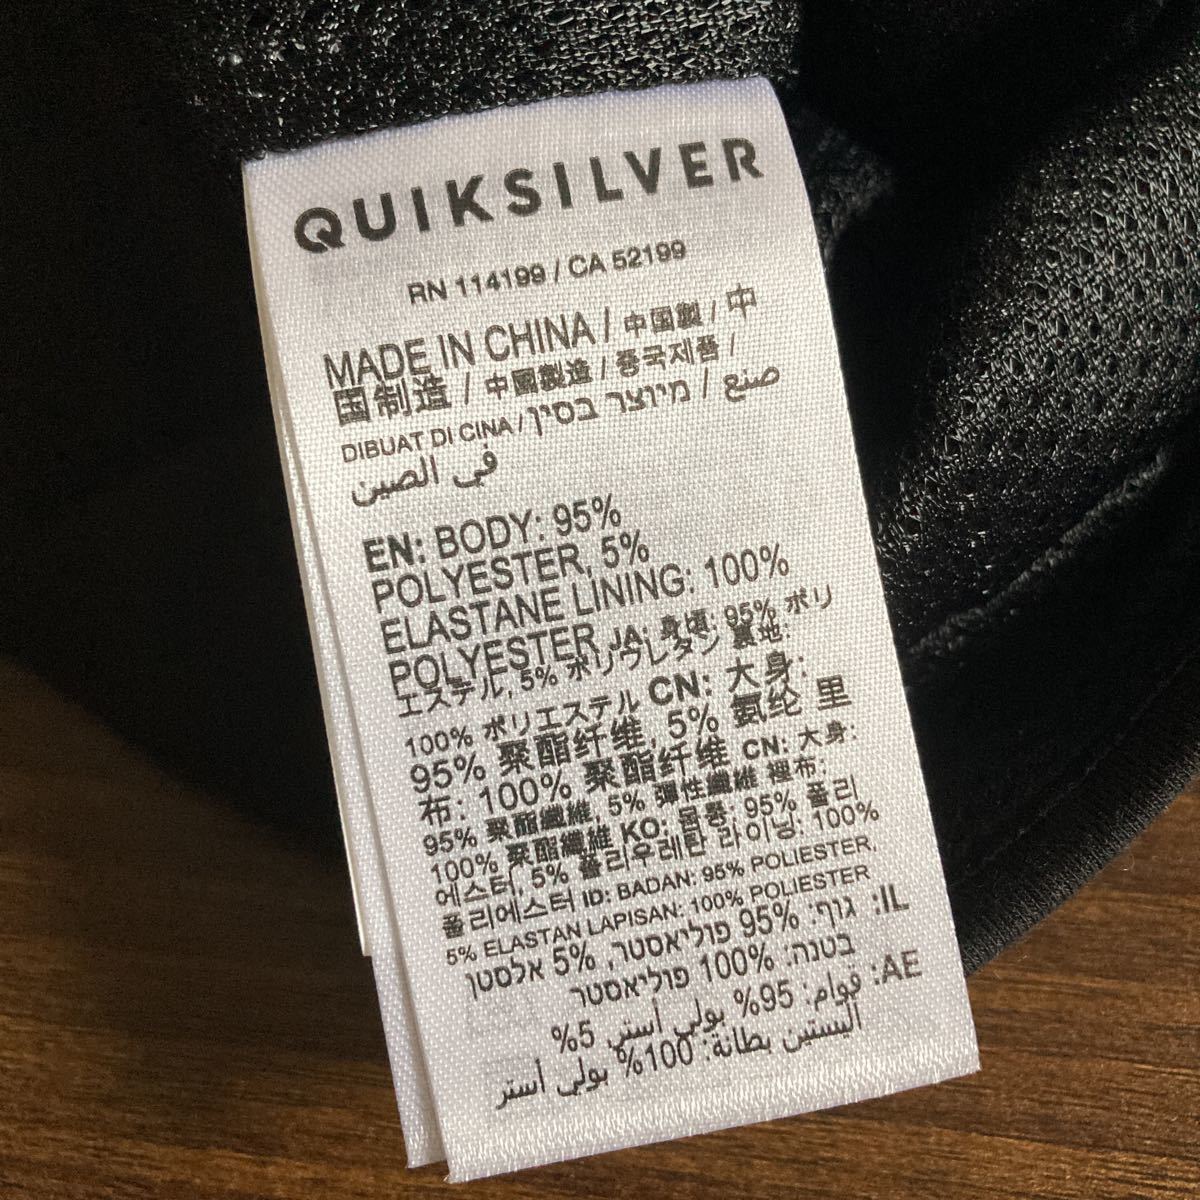 QUIKSILVER
RN 114199 / CA 52199
MADE IN CHINA / 中国製 / 中
国制造 / 中國製造 / 중국제품 /
DIBUAT DI CINA / מיוצר בסין / صنع
في الصين
EN: BODY: 95%
POLYESTER, 5%
ELASTANE LINING: 100%
POLYESTER JA: 身頃: 95% ポリ
エステル, 5% ポリウレタン 裏地:
100% ポリエステル CN: 大身:
95% 聚酯纤维, 5% 氨纶 里
布: 100% 聚酯纤维 CN: 大身:
95% 聚酯纖維, 5% 彈性纖維 裡布:
100% 聚酯纖維 KO: 몸통: 95% 폴리
에스터, 5% 폴리우레탄 라이닝: 100%
폴리에스터 ID: BADAN: 95% POLIESTER,
5% ELASTAN LAPISAN: 100% POLIESTER
IL: גוף: 95% פוליאסטר, 5% אלסטן
בטנה: 100% פוליאסטר
AE: قوام: 95% بولي أستر 5%
اليستين بطانة: 100% بولي أستر